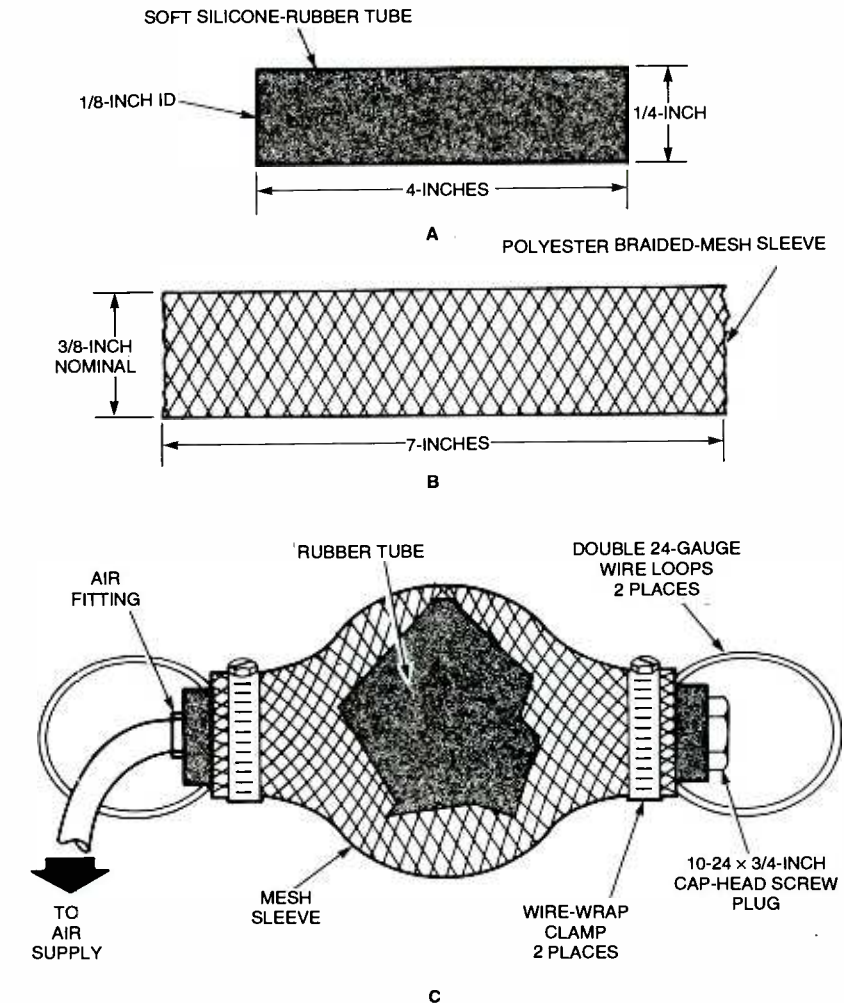 SOFT SILICONE-RUBBER TUBE
1/8-INCH ID
1/4-INCH
4-INCHES
A
POLYESTER BRAIDED-MESH SLEEVE
3/8-INCH
NOMINAL
7-INCHES
B
RUBBER TUBE
DOUBLE 24-GAUGE
WIRE LOOPS
2 PLACES
AIR
FITTING
TO
AIR
SUPPLY
MESH
SLEEVE
WIRE-WRAP
CLAMP
2 PLACES
10-24 × 3/4-INCH
CAP-HEAD SCREW
PLUG
C